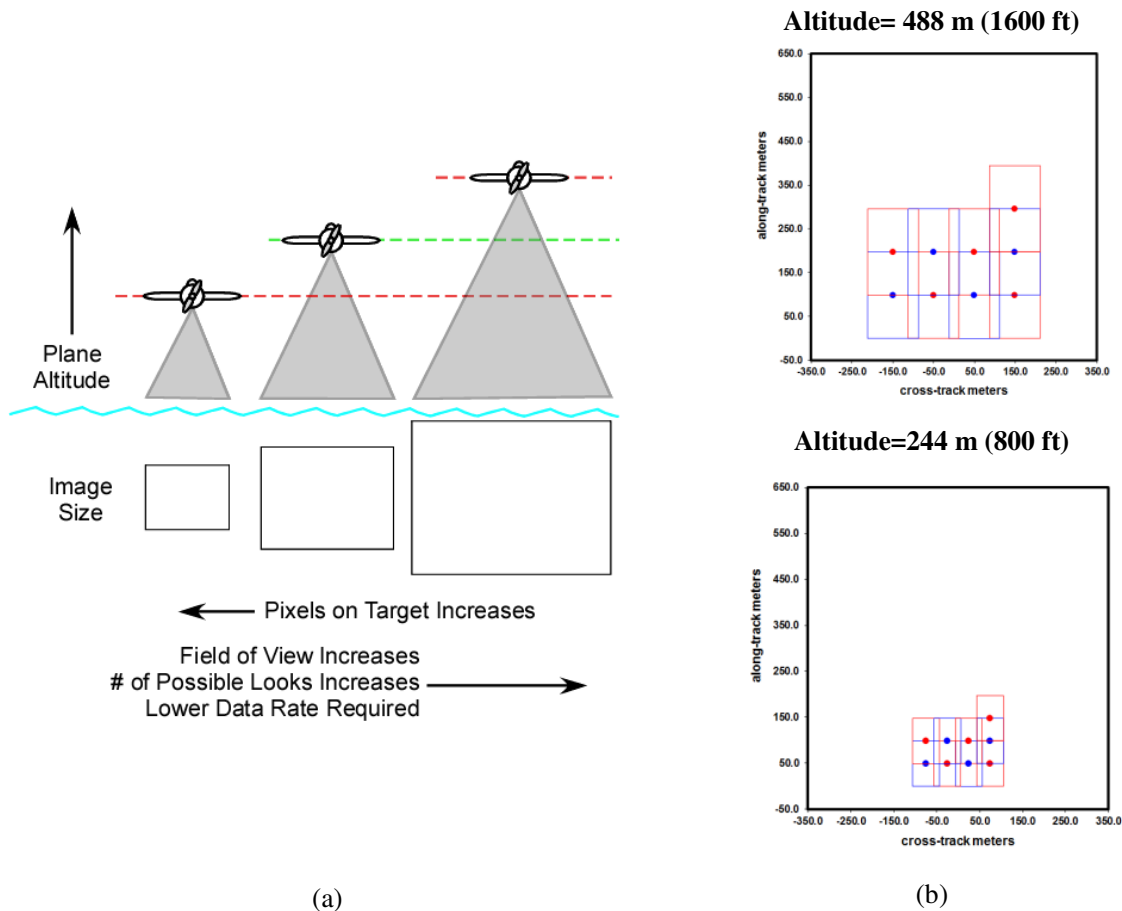 Altitude= 488 m (1600 ft)
650.0
550.0
450.0
350.0
250.0
150.0
50.0
-50.0
along-track meters
-350.0 -250.0 -150.0 -50.0 50.0 150.0 250.0 350.0
cross-track meters
Plane
Altitude
Image
Size
Pixels on Target Increases
Field of View Increases
# of Possible Looks Increases
Lower Data Rate Required
Altitude=244 m (800 ft)
650.0
550.0
450.0
350.0
250.0
150.0
50.0
-50.0
along-track meters
-350.0 -250.0 -150.0 -50.0 50.0 150.0 250.0 350.0
cross-track meters
(a)
(b)